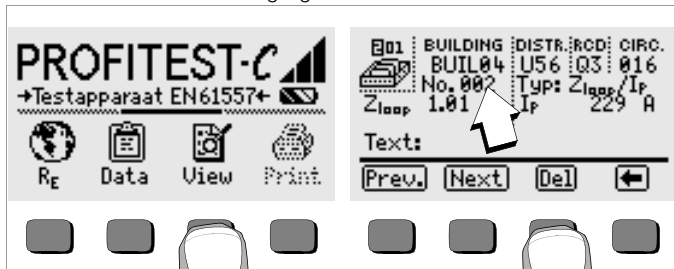 PROFITEST-C
→Testapparaat EN61557←
RE Data View Print
201 BUILDING DISTR. RCD CIRC.
BUIL04 U56 Q3 016
No. 002 Typ: Zloop/IP
Zloop 1.01 IP 229 A
Text:
Prev. Next Del ←